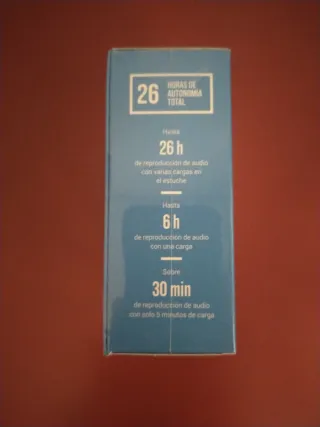 26
HORAS DE
AUTONOMÍA
TOTAL
Hasta
26 h
de reproducción de audio
con varias cargas en
el estuche
Hasta
6 h
de reproducción de audio
con una carga
Sobre
30 min
de reproducción de audio
con solo 5 minutos de carga